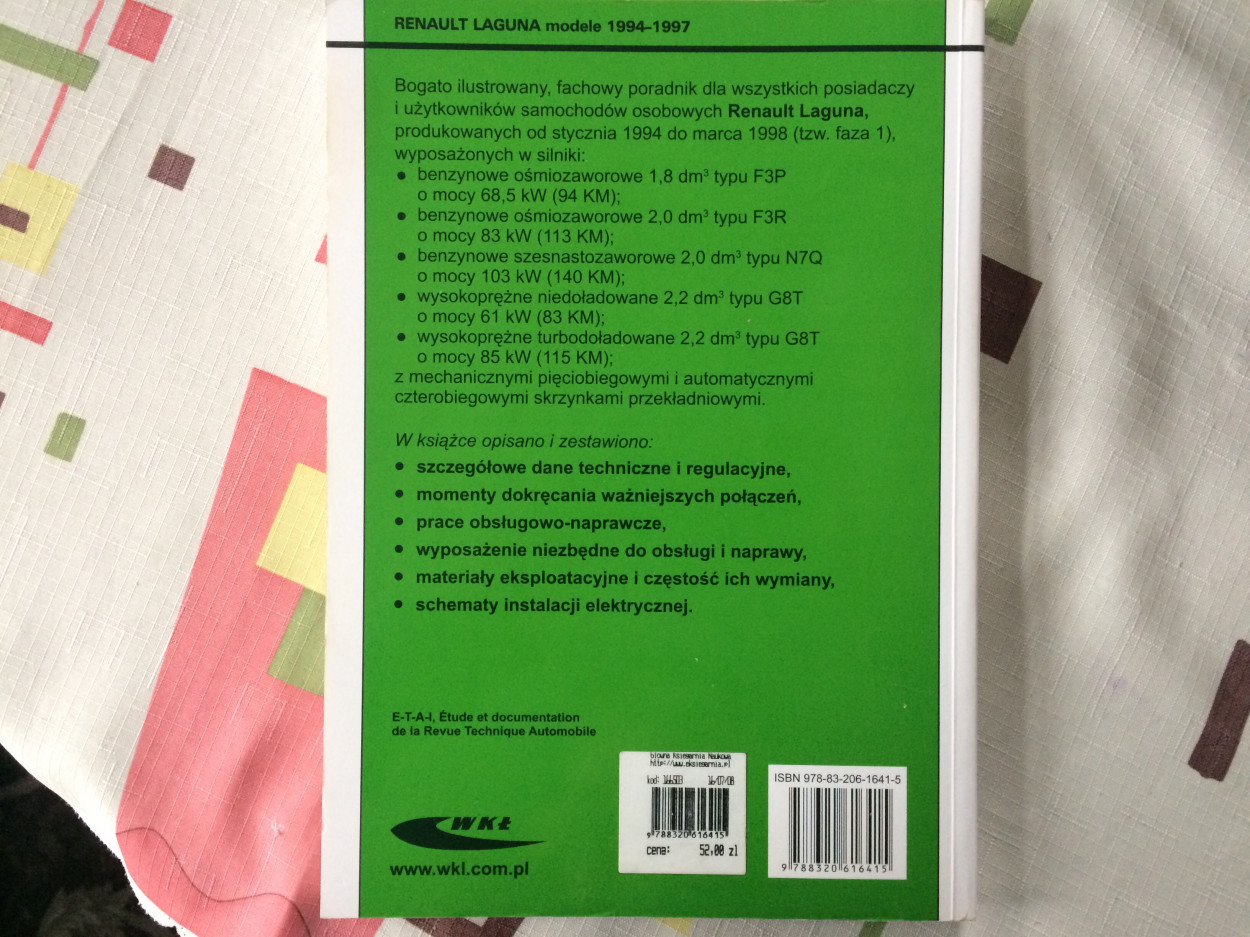 RENAULT LAGUNA modele 1994–1997
Bogato ilustrowany, fachowy poradnik dla wszystkich posiadaczy
i użytkowników samochodów osobowych Renault Laguna,
produkowanych od stycznia 1994 do marca 1998 (tzw. faza 1),
wyposażonych w silniki:
• benzynowe ośmiozaworowe 1,8 dm³ typu F3P
o mocy 68,5 kW (94 KM);
• benzynowe ośmiozaworowe 2,0 dm³ typu F3R
o mocy 83 kW (113 KM);
• benzynowe szesnastozaworowe 2,0 dm³ typu N7Q
o mocy 103 kW (140 KM);
• wysokoprężne niedoładowane 2,2 dm³ typu G8T
o mocy 61 kW (83 KM);
• wysokoprężne turbodoładowane 2,2 dm³ typu G8T
o mocy 85 kW (115 KM);
z mechanicznymi pięciobiegowymi i automatycznymi
czterobiegowymi skrzynkami przekładniowymi.
W książce opisano i zestawiono:
• szczegółowe dane techniczne i regulacyjne,
• momenty dokręcania ważniejszych połączeń,
• prace obsługowo-naprawcze,
• wyposażenie niezbędne do obsługi i naprawy,
• materiały eksploatacyjne i częstość ich wymiany,
• schematy instalacji elektrycznej.
E-T-A-I, Étude et documentation
de la Revue Technique Automobile
WKŁ
www.wkl.com.pl
Główna Księgarnia Naukowa
kod: 166503 16/07/08
9 788320 616415
cena: 52,00 zł
ISBN 978-83-206-1641-5
9 788320 616415